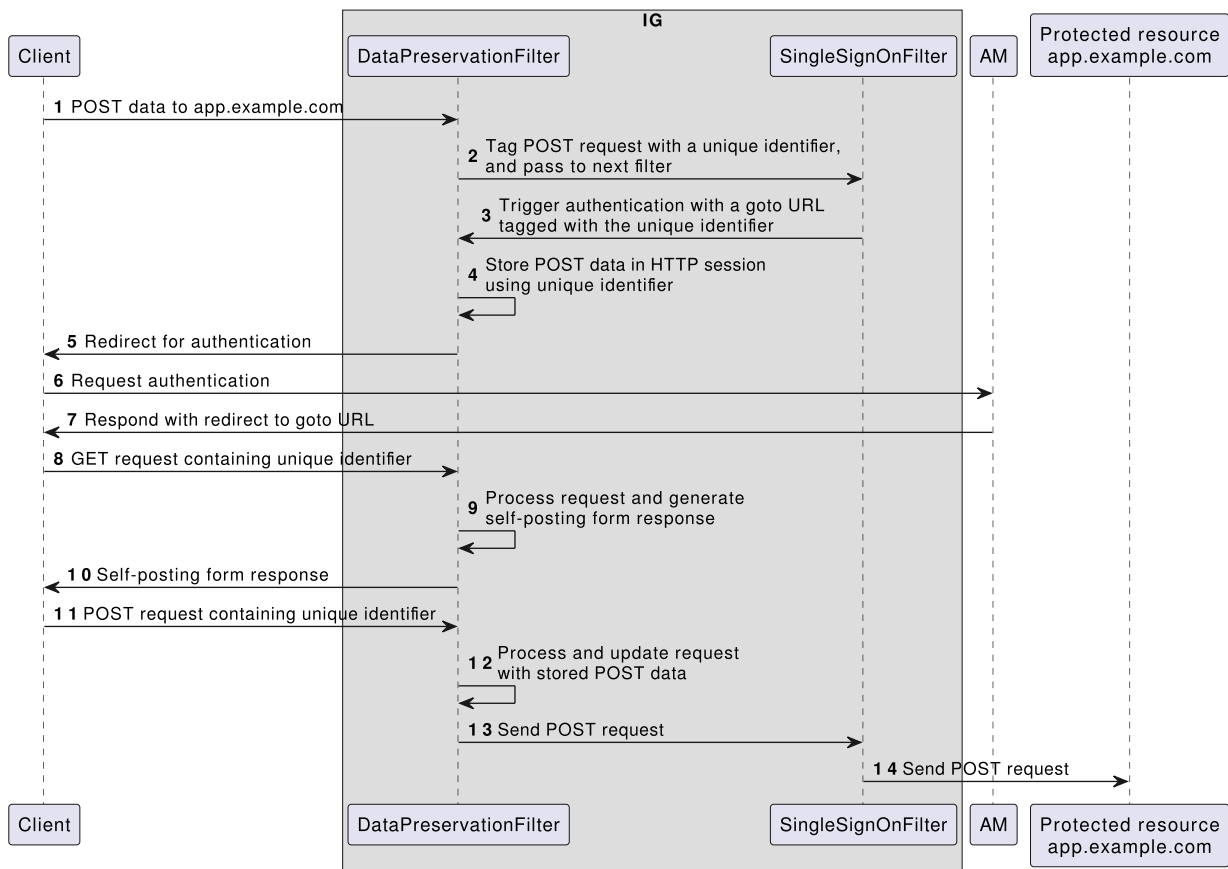 IG
Client
DataPreservationFilter
SingleSignOnFilter
AM
Protected resource
app.example.com
1 POST data to app.example.com
2 Tag POST request with a unique identifier,
and pass to next filter
3 Trigger authentication with a goto URL
tagged with the unique identifier
4 Store POST data in HTTP session
using unique identifier
5 Redirect for authentication
6 Request authentication
7 Respond with redirect to goto URL
8 GET request containing unique identifier
9 Process request and generate
self-posting form response
10 Self-posting form response
11 POST request containing unique identifier
12 Process and update request
with stored POST data
13 Send POST request
14 Send POST request
Client
DataPreservationFilter
SingleSignOnFilter
AM
Protected resource
app.example.com